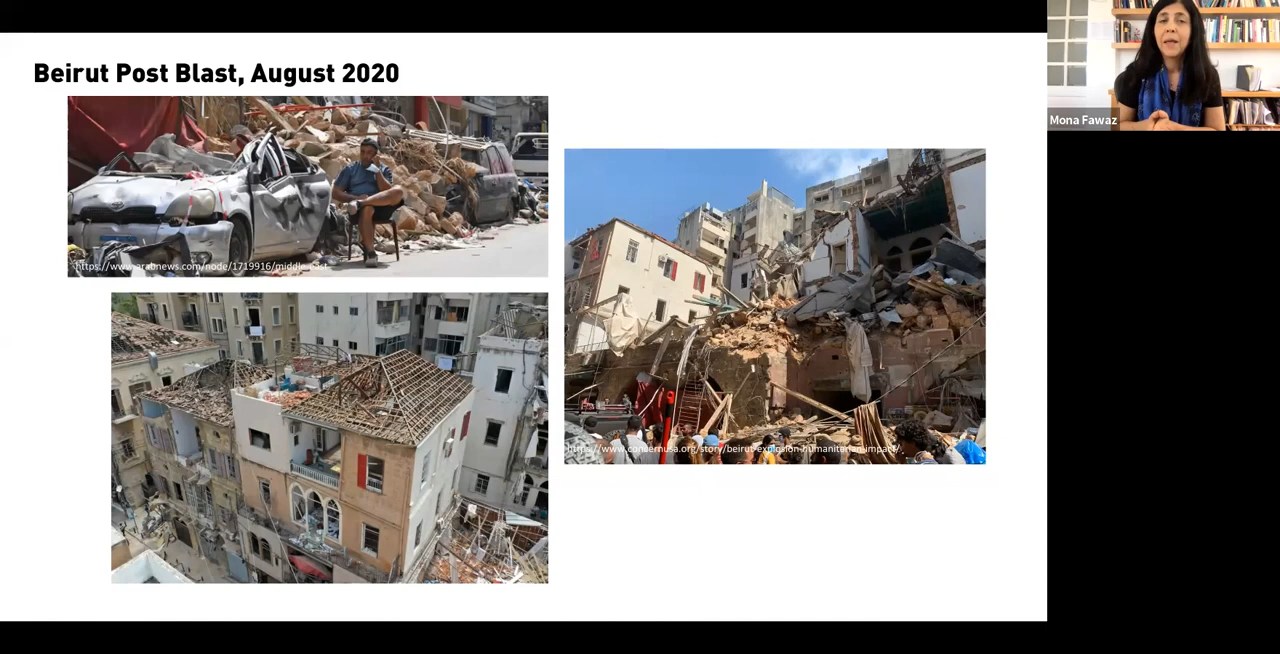 Beirut Post Blast, August 2020
https://www.arabnews.com/node/1719916/middle-east
https://www.concernusa.org/story/beirut-explosion-humanitarian-impact/
Mona Fawaz